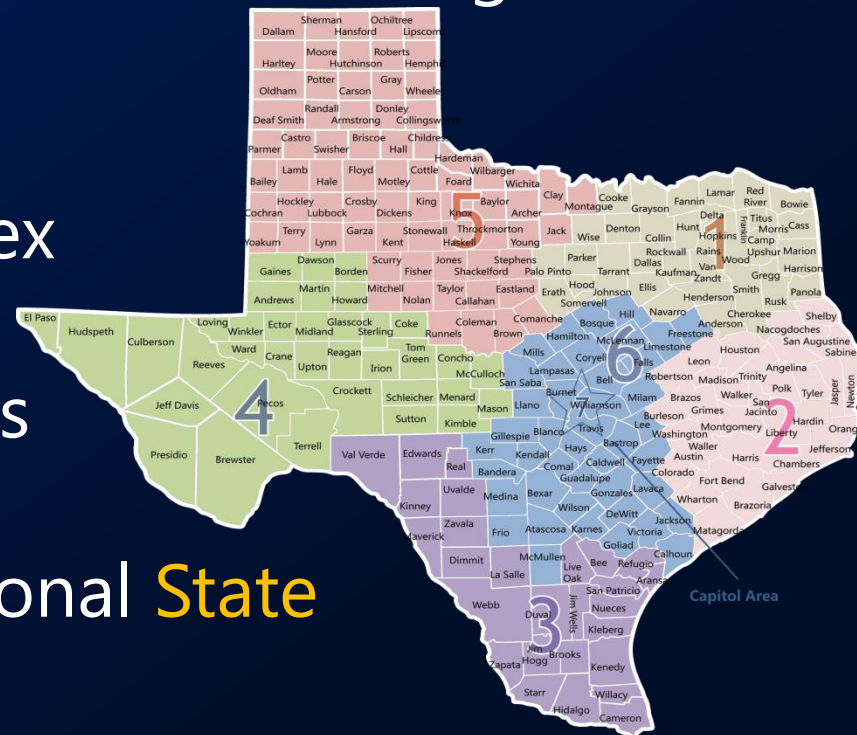 ex
s
onal State
Sherman Ochiltree
Dallam Hansford Lipscomb
Moore Roberts
Hartley Hutchinson Hemphill
Potter Gray
Oldham Carson Wheele
Randall Donley
Deaf Smith Armstrong Collingsworth
Castro Briscoe Childress
Parmer Swisher Hall
Hardeman
Lamb Floyd Cottle Wilbarger
Bailey Hale Motley Foard Wichita
Hockley Crosby King Baylor Clay
Cochran Lubbock Dickens Knox Archer Montague
Terry Garza Stonewall Throckmorton Jack
Yoakum Lynn Kent Haskell Young
5
Cooke Fannin Lamar Red River Bowie
Grayson Delta Titus
Wise Denton Collin Hunt Hopkins Franklin Morris Cass
Camp
Parker Rockwall Rains Wood Upshur Marion
Dallas Van Zandt Harrison
Palo Pinto Tarrant Kaufman Gregg
Hood Johnson Ellis Smith Panola
Erath Somervell Henderson Rusk
Navarro Cherokee
Anderson
1
Dawson Scurry Jones Stephens
Gaines Borden Fisher Shackelford
Martin Mitchell Taylor Eastland
Andrews Howard Nolan Callahan
Coleman Comanche
Runnels Brown
El Paso Hudspeth Culberson Loving Winkler Ector Midland Glasscock Sterling Coke
Reeves Ward Crane Upton Reagan Irion Tom Green Concho
McCulloch
Jeff Davis Pecos Crockett Schleicher Menard
Mason
Sutton Kimble
Presidio Brewster Terrell
4
Hill Freestone
Bosque McLennan Limestone
Hamilton
Mills Coryell Falls
Lampasas Bell
San Saba Burnet Milam
Llano Williamson
Travis Lee
Gillespie Blanco Bastrop
Kerr Kendall Hays
Bandera Comal Caldwell Fayette
Guadalupe
Medina Bexar Gonzales Lavaca
Wilson DeWitt
Frio Atascosa Karnes Victoria Jackson
Goliad
McMullen Calhoun
6
7
Shelby
Nacogdoches
San Augustine
Houston Sabine
Leon Angelina
Robertson Madison Trinity
Polk Jasper Newton
Brazos Walker San Jacinto Tyler
Burleson Grimes
Washington Montgomery Liberty Hardin Orang
Waller
Austin Harris Jefferson
Colorado Chambers
Fort Bend Galvest
Wharton Brazoria
Matagorda
2
Val Verde Edwards
Real
Uvalde
Kinney
Zavala
Maverick
Dimmit
La Salle
Live Oak Bee Refugio
Aransa
San Patricio
Webb Duval Jim Wells Nueces
Kleberg
Jim Hogg Brooks
Zapata Kenedy
Starr Willacy
Hidalgo
Cameron
3
Capitol Area